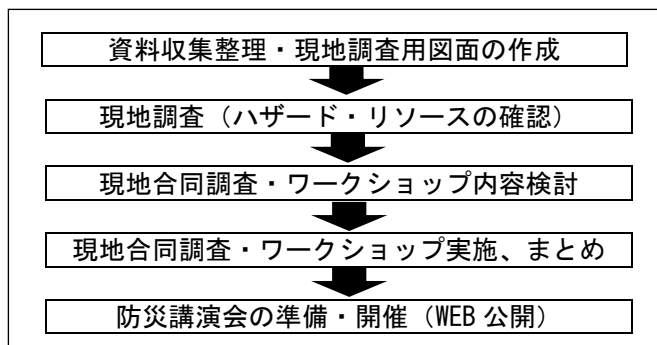 資料収集整理・現地調査用図面の作成
現地調査（ハザード・リソースの確認）
現地合同調査・ワークショップ内容検討
現地合同調査・ワークショップ実施、まとめ
防災講演会の準備・開催（WEB 公開）